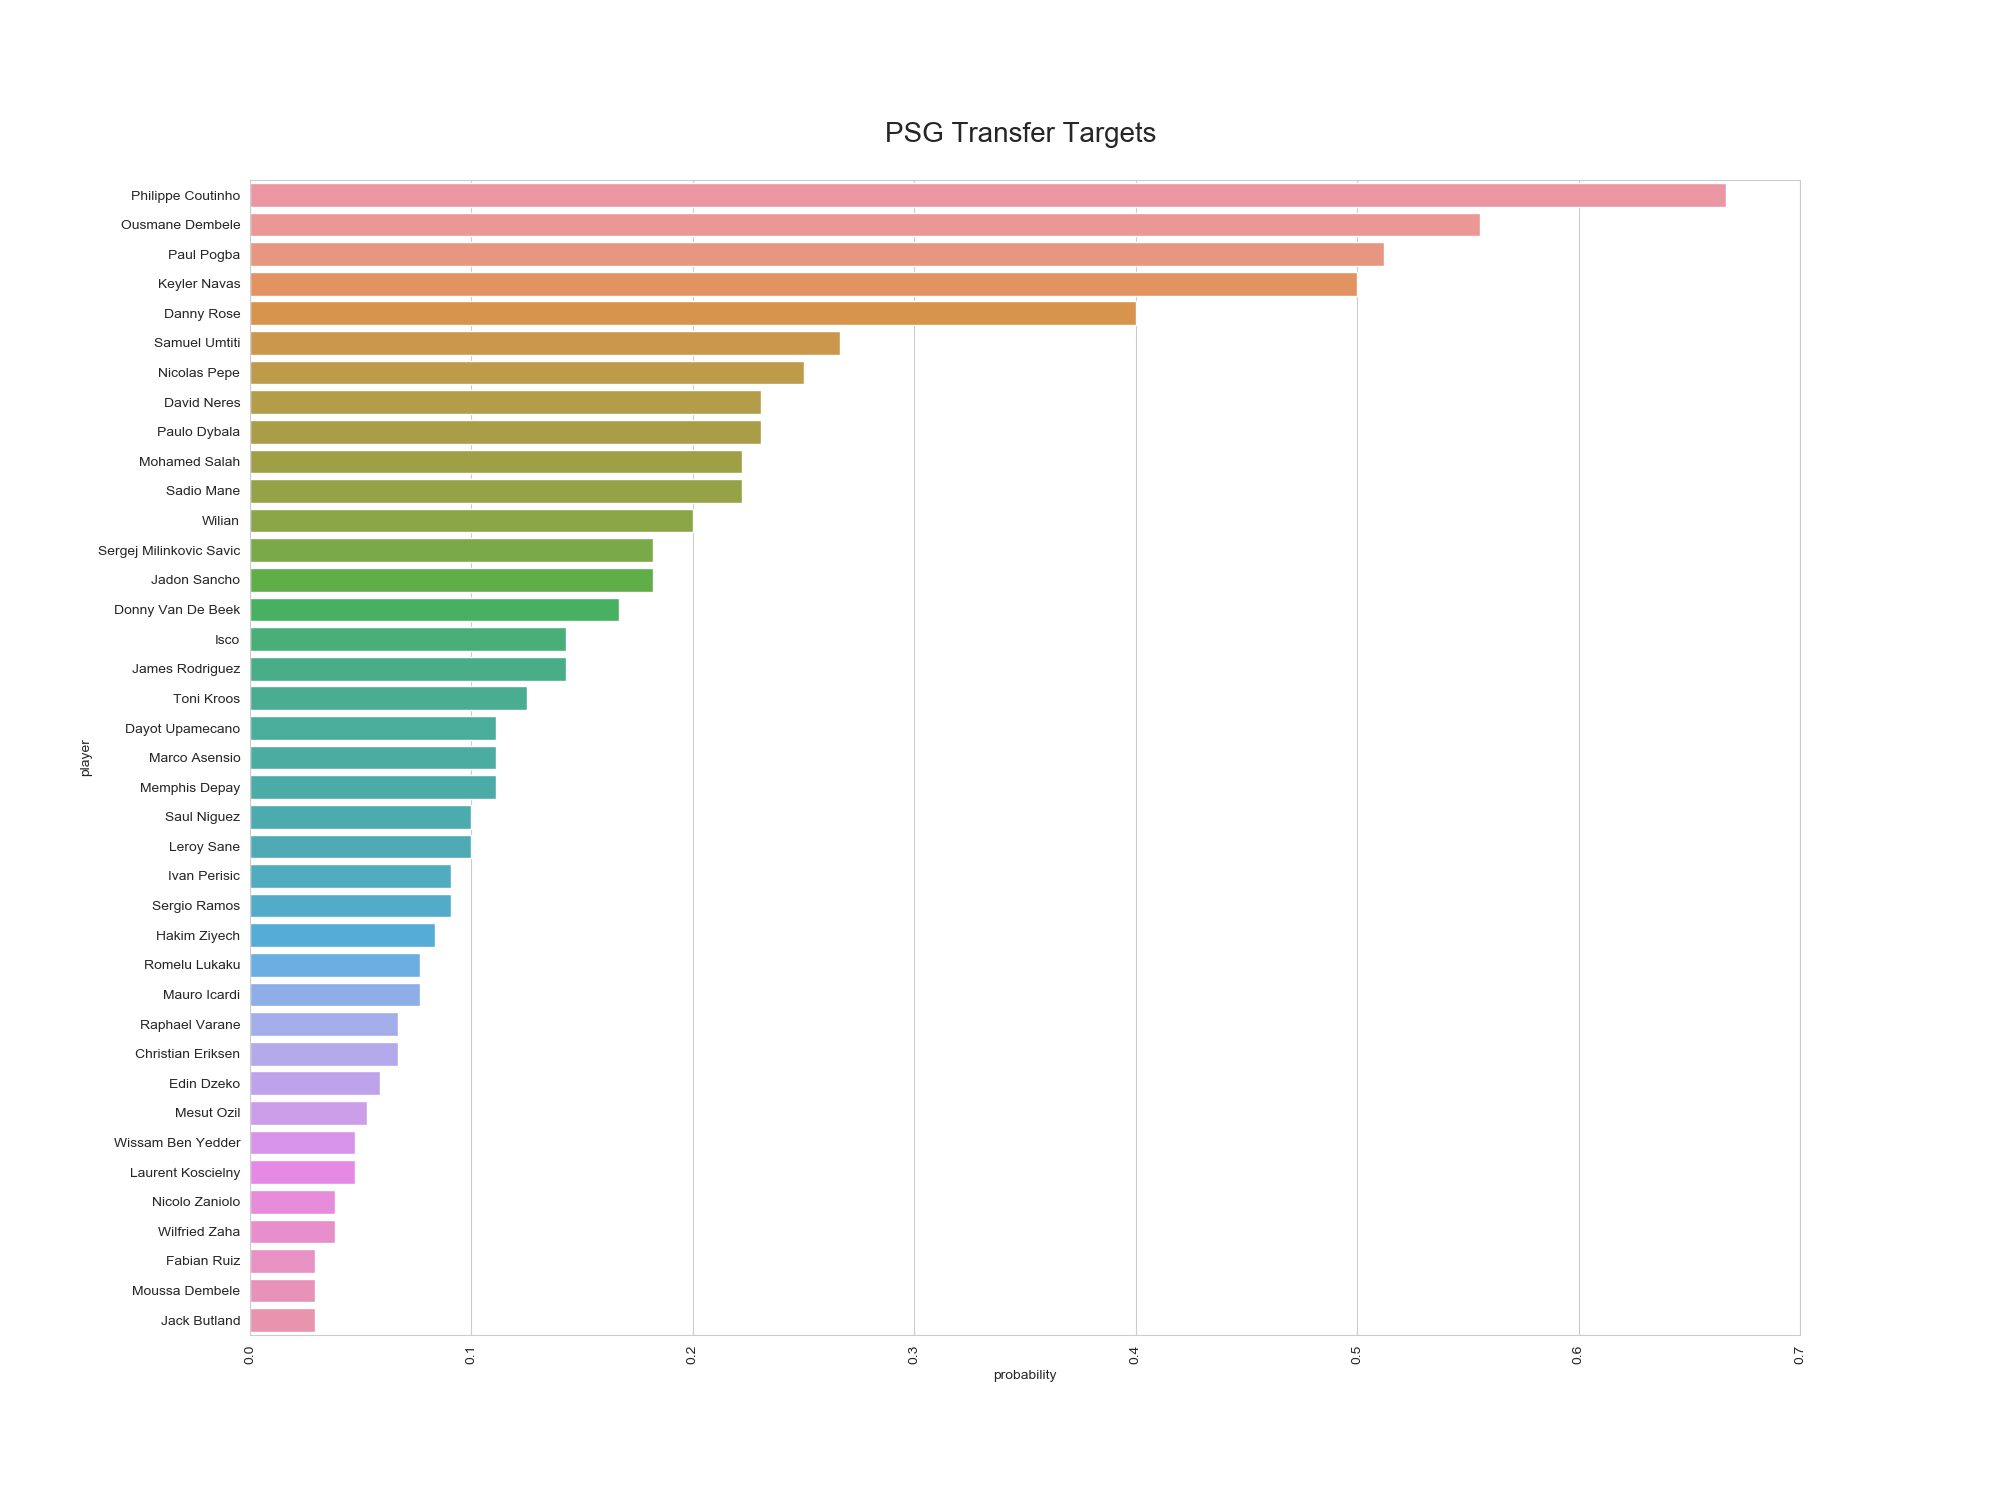 PSG Transfer Targets
Philippe Coutinho
Ousmane Dembele
Paul Pogba
Keyler Navas
Danny Rose
Samuel Umtiti
Nicolas Pepe
David Neres
Paulo Dybala
Mohamed Salah
Sadio Mane
Wilian
Sergej Milinkovic Savic
Jadon Sancho
Donny Van De Beek
Isco
James Rodriguez
Toni Kroos
Dayot Upamecano
Marco Asensio
Memphis Depay
Saul Niguez
Leroy Sane
Ivan Perisic
Sergio Ramos
Hakim Ziyech
Romelu Lukaku
Mauro Icardi
Raphael Varane
Christian Eriksen
Edin Dzeko
Mesut Ozil
Wissam Ben Yedder
Laurent Koscielny
Nicolo Zaniolo
Wilfried Zaha
Fabian Ruiz
Moussa Dembele
Jack Butland
player
0.0 0.1 0.2 0.3 0.4 0.5 0.6 0.7
probability